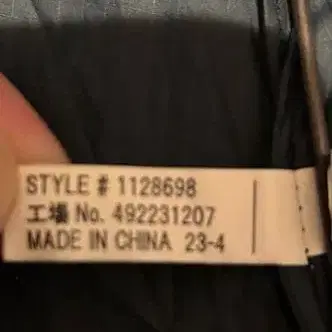 STYLE # 1128698
工場 No. 492231207
MADE IN CHINA 23-4